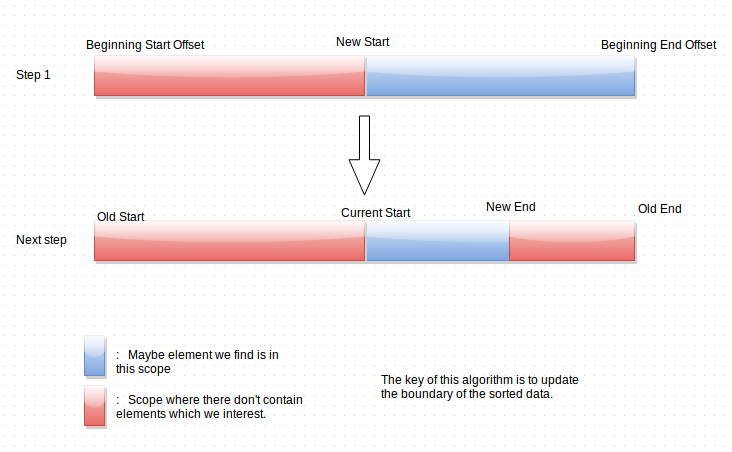 Beginning Start Offset
New Start
Beginning End Offset
Step 1
Old Start
Current Start
New End
Old End
Next step
: Maybe element we find is in
this scope
: Scope where there don't contain
elements which we interest.
The key of this algorithm is to update
the boundary of the sorted data.